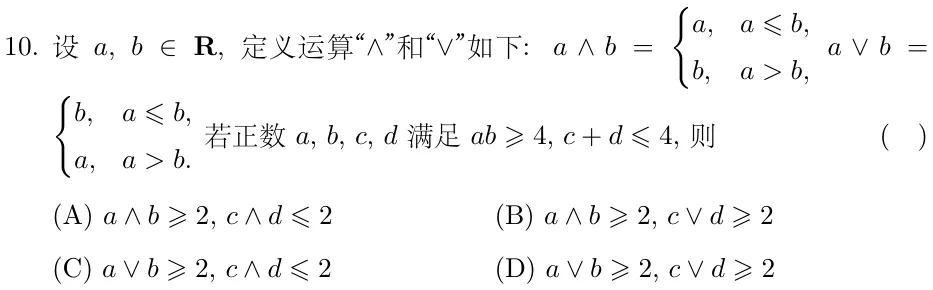 10. 设 a, b ∈ R, 定义运算“∧”和“∨”如下: a ∧ b = {a, a ⩽ b, b, a > b, a ∨ b =
{b, a ⩽ b, a, a > b. 若正数 a, b, c, d 满足 ab ⩾ 4, c + d ⩽ 4, 则 ( )
(A) a ∧ b ⩾ 2, c ∧ d ⩽ 2 (B) a ∧ b ⩾ 2, c ∨ d ⩾ 2
(C) a ∨ b ⩾ 2, c ∧ d ⩽ 2 (D) a ∨ b ⩾ 2, c ∨ d ⩾ 2